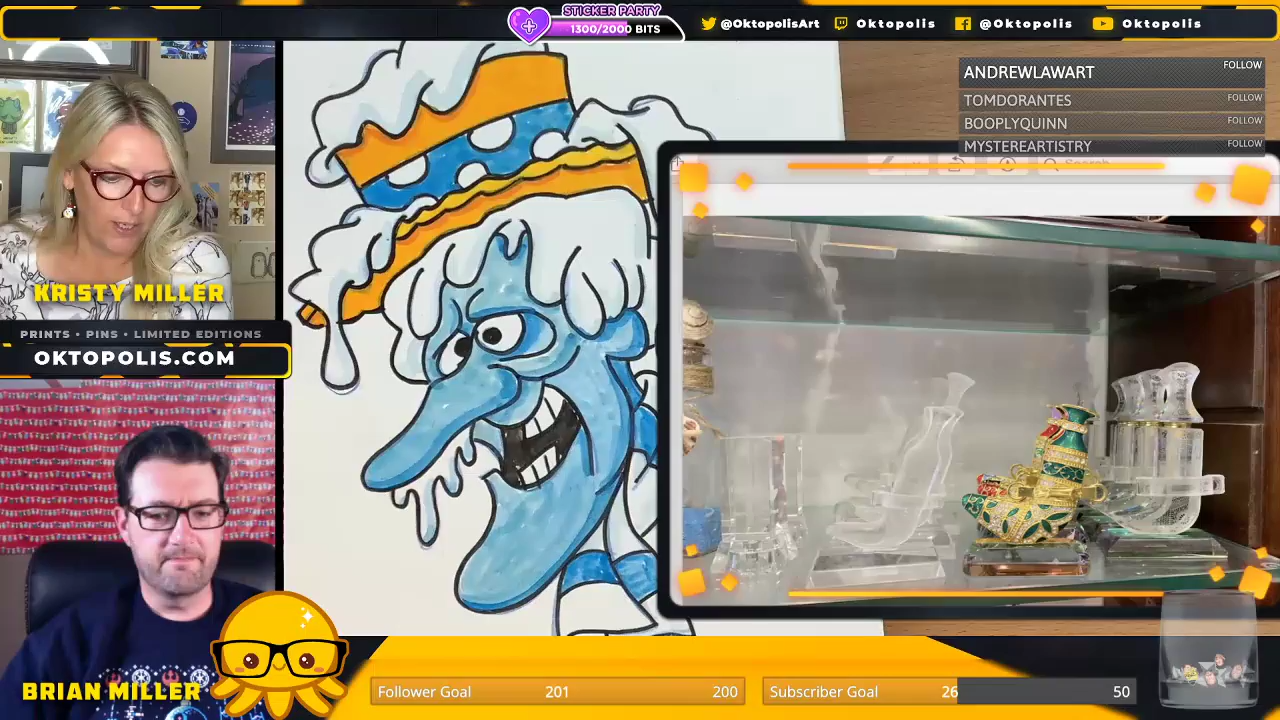 STICKER PARTY
1300/2000 BITS
@OktopolisArt
Oktopolis
@Oktopolis
Oktopolis
ANDREWLAWART FOLLOW
TOMDORANTES FOLLOW
BOOPLYQUINN FOLLOW
MYSTEREARTISTRY FOLLOW
Search
KRISTY MILLER
PRINTS • PINS • LIMITED EDITIONS
OKTOPOLIS.COM
BRIAN MILLER
Follower Goal 201 200
Subscriber Goal 26 50